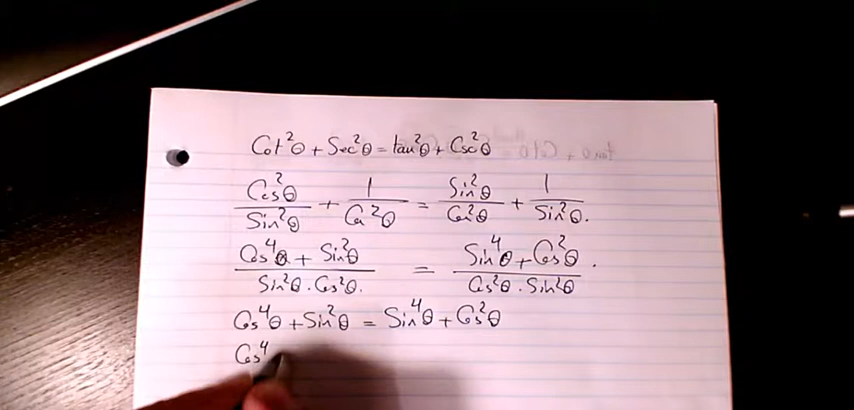 Cot²θ + Sec²θ = tan²θ + Csc²θ
Cos²θ/Sin²θ + 1/Cos²θ = Sin²θ/Cos²θ + 1/Sin²θ.
Cos⁴θ + Sin²θ/Sin²θ . Cos²θ. = Sin⁴θ + Cos²θ/Cos²θ . Sin²θ .
Cos⁴θ + Sin²θ = Sin⁴θ + Cos²θ
Cos⁴